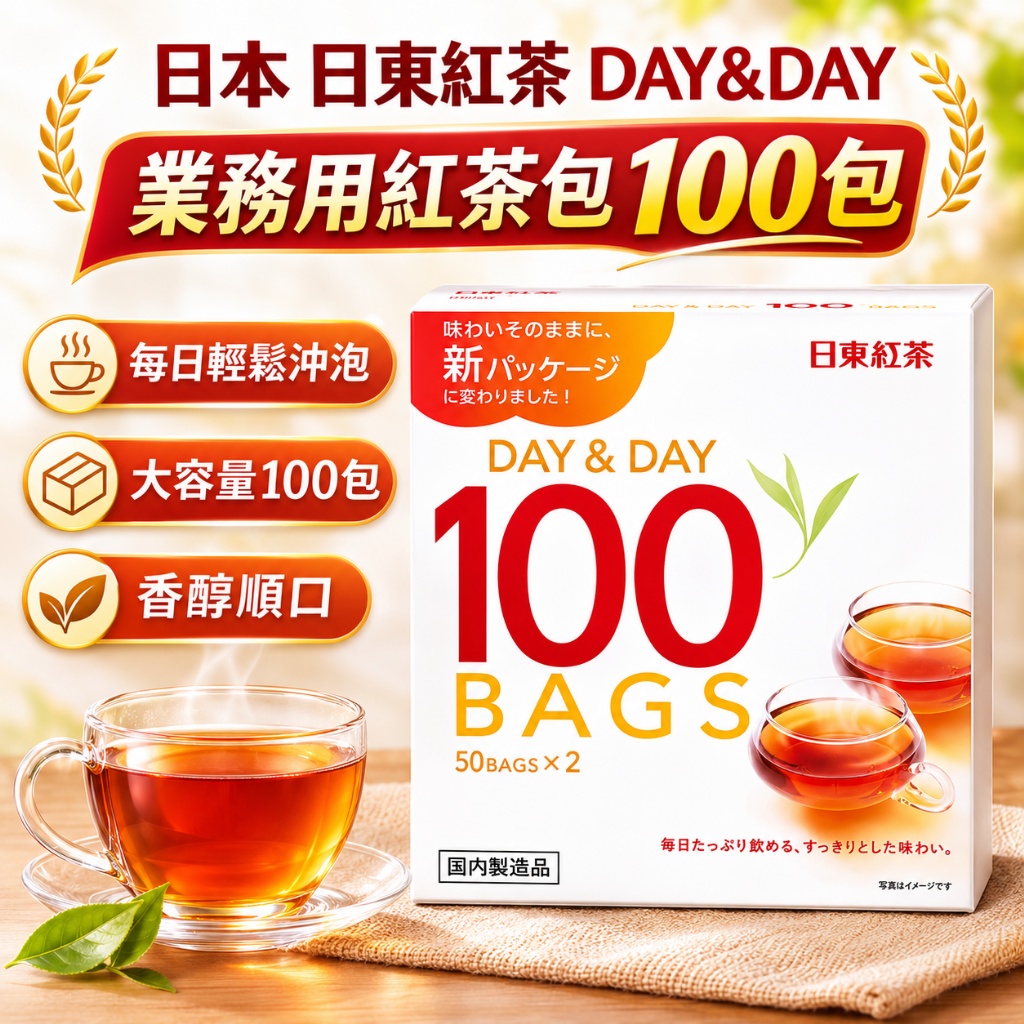 日本 日東紅茶 DAY&DAY
業務用紅茶包100包
每日輕鬆沖泡
大容量100包
香醇順口
日東紅茶
DAY & DAY 100 BAGS
味わいそのままに、
新パッケージ
に変わりました！
日東紅茶
DAY & DAY
100
BAGS
50BAGS×2
毎日たっぷり飲める、すっきりとした味わい。
国内製造品
写真はイメージです